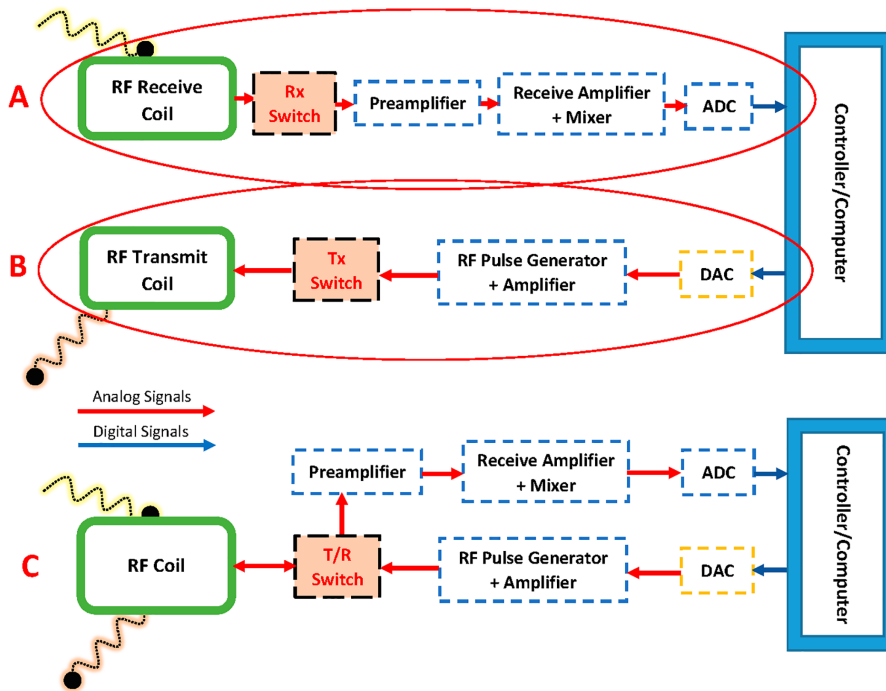 A
RF Receive
Coil
Rx
Switch
Preamplifier
Receive Amplifier
+ Mixer
ADC
Controller/Computer
B
RF Transmit
Coil
Tx
Switch
RF Pulse Generator
+ Amplifier
DAC
Analog Signals
Digital Signals
Preamplifier
Receive Amplifier
+ Mixer
ADC
Controller/Computer
C
RF Coil
T/R
Switch
RF Pulse Generator
+ Amplifier
DAC